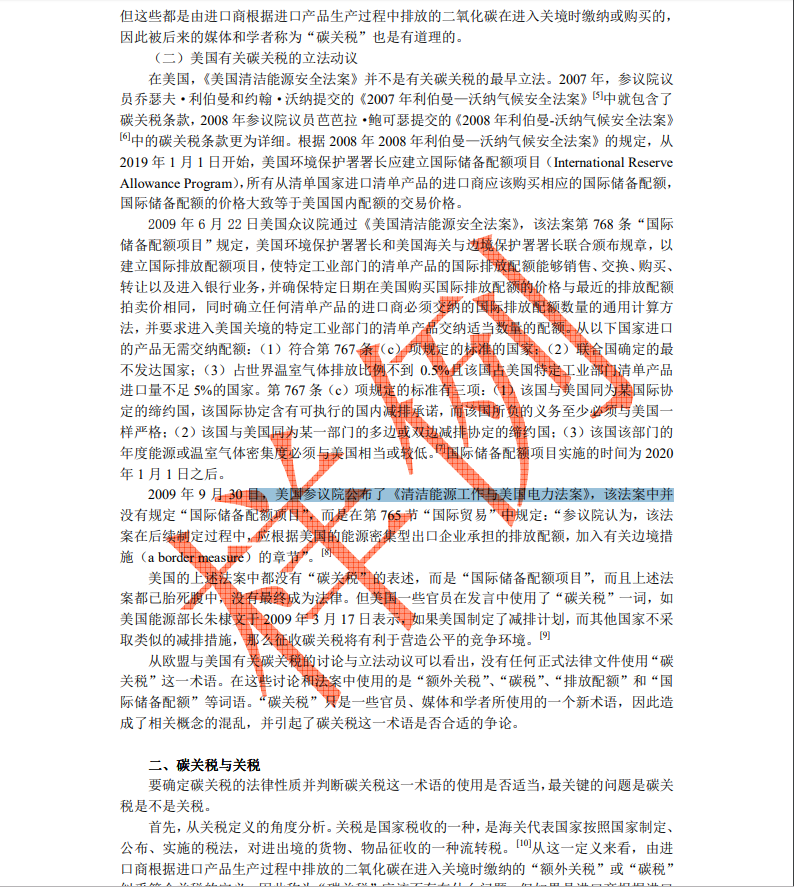 但这些都是由进口商根据进口产品生产过程中排放的二氧化碳在进入关境时缴纳或购买的，
因此被后来的媒体和学者称为“碳关税”也是有道理的。
（二）美国有关碳关税的立法动议
在美国，《美国清洁能源安全法案》并不是有关碳关税的最早立法。2007 年，参议院议
员乔瑟夫·利伯曼和约翰·沃纳提交的《2007 年利伯曼—沃纳气候安全法案》[5]中就包含了
碳关税条款，2008 年参议院议员芭芭拉·鲍可瑟提交的《2008 年利伯曼-沃纳气候安全法案》
[6]中的碳关税条款更为详细。根据 2008 年 2008 年利伯曼—沃纳气候安全法案》的规定，从
2019 年 1 月 1 日开始，美国环境保护署署长应建立国际储备配额项目（International Reserve
Allowance Program），所有从清单国家进口清单产品的进口商应该购买相应的国际储备配额，
国际储备配额的价格大致等于美国国内配额的交易价格。
2009 年 6 月 22 日美国众议院通过《美国清洁能源安全法案》，该法案第 768 条“国际
储备配额项目”规定，美国环境保护署署长和美国海关与边境保护署署长联合颁布规章，以
建立国际排放配额项目，使特定工业部门的清单产品的国际排放配额能够销售、交换、购买、
转让以及进入银行业务，并确保特定日期在美国购买国际排放配额的价格与最近的排放配额
拍卖价相同，同时确立任何清单产品的进口商必须交纳的国际排放配额数量的通用计算方
法，并要求进入美国关境的特定工业部门的清单产品交纳适当数量的配额。从以下国家进口
的产品无需交纳配额：（1）符合第 767 条（c）项规定的标准的国家；（2）联合国确定的最
不发达国家；（3）占世界温室气体排放比例不到 0.5%且该国占美国特定工业部门清单产品
进口量不足 5%的国家。第 767 条（c）项规定的标准有三项：（1）该国与美国同为某国际协
定的缔约国，该国际协定含有可执行的国内减排承诺，而该国所负的义务至少必须与美国一
样严格；（2）该国与美国同为某一部门的多边或双边减排协定的缔约国；（3）该国该部门的
年度能源或温室气体密集度必须与美国相当或较低。[7]国际储备配额项目实施的时间为 2020
年 1 月 1 日之后。
2009 年 9 月 30 日，美国参议院公布了《清洁能源工作与美国电力法案》，该法案中并
没有规定“国际储备配额项目”，而是在第 765 节“国际贸易”中规定：“参议院认为，该法
案在后续制定过程中，应根据美国的能源密集型出口企业承担的排放配额，加入有关边境措
施（a border measure）的章节”。[8]
美国的上述法案中都没有“碳关税”的表述，而是“国际储备配额项目”，而且上述法
案都已胎死腹中，没有最终成为法律。但美国一些官员在发言中使用了“碳关税”一词，如
美国能源部长朱棣文于 2009 年 3 月 17 日表示，如果美国制定了减排计划，而其他国家不采
取类似的减排措施，那么征收碳关税将有利于营造公平的竞争环境。[9]
从欧盟与美国有关碳关税的讨论与立法动议可以看出，没有任何正式法律文件使用“碳
关税”这一术语。在这些讨论和法案中使用的是“额外关税”、“碳税”、“排放配额”和“国
际储备配额”等词语。“碳关税”只是一些官员、媒体和学者所使用的一个新术语，因此造
成了相关概念的混乱，并引起了碳关税这一术语是否合适的争论。
二、碳关税与关税
要确定碳关税的法律性质并判断碳关税这一术语的使用是否适当，最关键的问题是碳关
税是不是关税。
首先，从关税定义的角度分析。关税是国家税收的一种，是海关代表国家按照国家制定、
公布、实施的税法，对进出境的货物、物品征收的一种流转税。[10]从这一定义来看，由进
口商根据进口产品生产过程中排放的二氧化碳在进入关境时缴纳的“额外关税”或“碳税”
样例